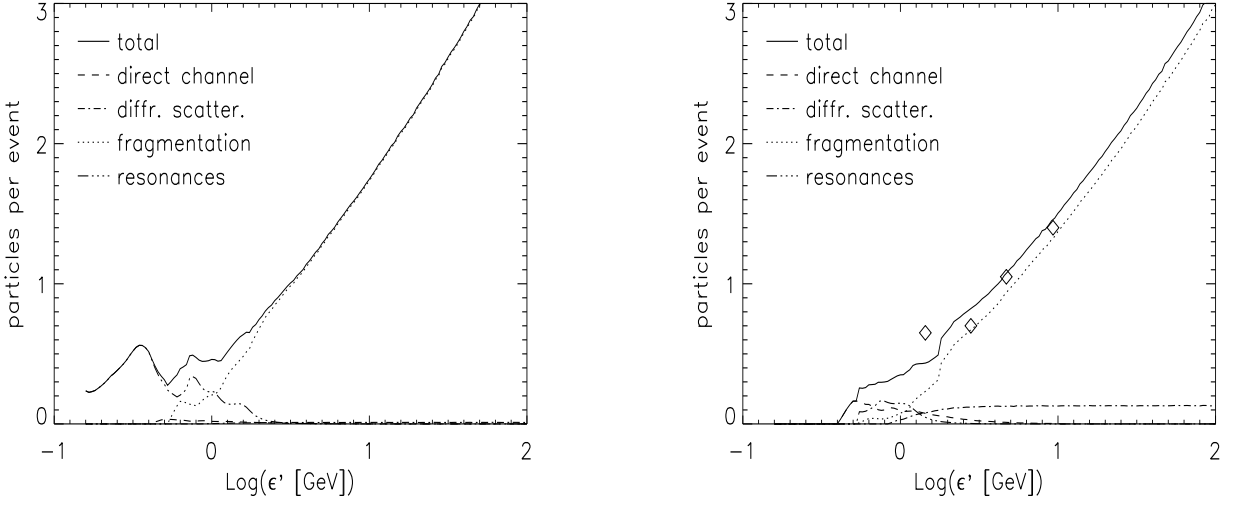 particles per event
3
2
1
0
total
direct channel
diffr. scatter.
fragmentation
resonances
−1
0
1
2
Log(ϵ' [GeV])
particles per event
3
2
1
0
total
direct channel
diffr. scatter.
fragmentation
resonances
−1
0
1
2
Log(ϵ' [GeV])